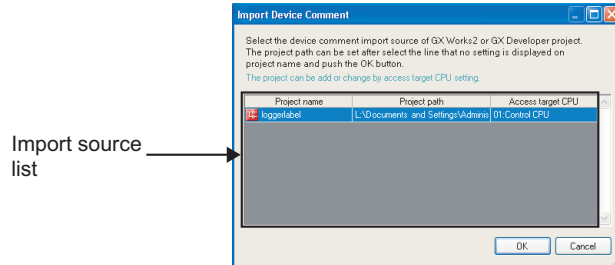 Import Device Comment
Select the device comment import source of GX Works2 or GX Developer project.
The project path can be set after select the line that no setting is displayed on
project name and push the OK button.
The project can be add or change by access target CPU setting.
Project name Project path Access target CPU
loggerlabel L:\Documents and Settings\Adminis 01:Control CPU
Import source
list
OK Cancel